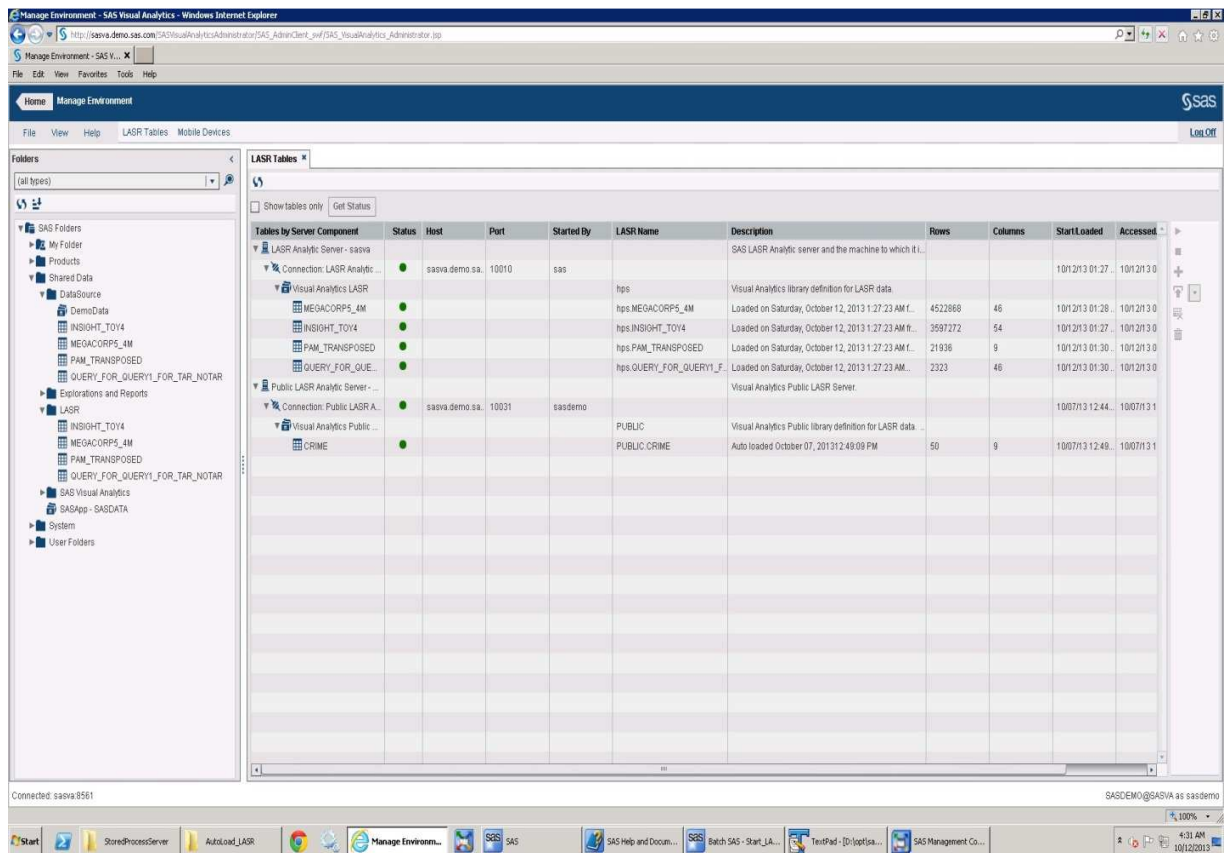 Manage Environment - SAS Visual Analytics - Windows Internet Explorer
http://sasva.demo.sas.com/SASVisualAnalyticsAdministrator/SAS_AdminClient_swf/SAS_VisualAnalytics_Administrator.jsp
Manage Environment - SAS V... X
File Edit View Favorites Tools Help
Home Manage Environment
sas
File View Help LASR Tables Mobile Devices Log Off
Folders
(all types)
SAS Folders
My Folder
Products
Shared Data
DataSource
DemoData
INSIGHT_TOY4
MEGACORP5_4M
PAM_TRANSPOSED
QUERY_FOR_QUERY1_FOR_TAR_NOTAR
Explorations and Reports
LASR
INSIGHT_TOY4
MEGACORP5_4M
PAM_TRANSPOSED
QUERY_FOR_QUERY1_FOR_TAR_NOTAR
SAS Visual Analytics
SASApp - SASDATA
System
User Folders
LASR Tables
Show tables only Get Status
Tables by Server Component Status Host Port Started By LASR Name Description Rows Columns Start/Loaded Accessed
LASR Analytic Server - sasva SAS LASR Analytic server and the machine to which it i...
Connection: LASR Analytic ... sasva.demo.sa.. 10010 sas 10/12/13 01:27 .. 10/12/13 0
Visual Analytics LASR hps Visual Analytics library definition for LASR data.
MEGACORP5_4M hps.MEGACORP5_4M Loaded on Saturday, October 12, 2013 1:27:23 AM f... 4522868 46 10/12/13 01:28 .. 10/12/13 0
INSIGHT_TOY4 hps.INSIGHT_TOY4 Loaded on Saturday, October 12, 2013 1:27:23 AM fr... 3597272 54 10/12/13 01:27 .. 10/12/13 0
PAM_TRANSPOSED hps.PAM_TRANSPOSED Loaded on Saturday, October 12, 2013 1:27:23 AM f... 21936 9 10/12/13 01:30 .. 10/12/13 0
QUERY_FOR_QUE... hps.QUERY_FOR_QUERY1_F.. Loaded on Saturday, October 12, 2013 1:27:23 AM... 2323 46 10/12/13 01:30 .. 10/12/13 0
Public LASR Analytic Server - ... Visual Analytics Public LASR Server.
Connection: Public LASR A... sasva.demo.sa.. 10031 sasdemo 10/07/13 12:44.. 10/07/13 1
Visual Analytics Public ... PUBLIC Visual Analytics Public library definition for LASR data. ..
CRIME PUBLIC.CRIME Auto loaded October 07, 201312:49:09 PM 50 9 10/07/13 12:49.. 10/07/13 1
Connected: sasva:8561 SASDEMO@SASVA as sasdemo
100%
Start StoredProcessServer AutoLoad_LASR Manage Environm... sas SAS SAS Help and Docum... sas Batch SAS - Start_LA... TextPad - [D:\opt\sa... SAS Management Co... 4:31 AM
10/12/2013